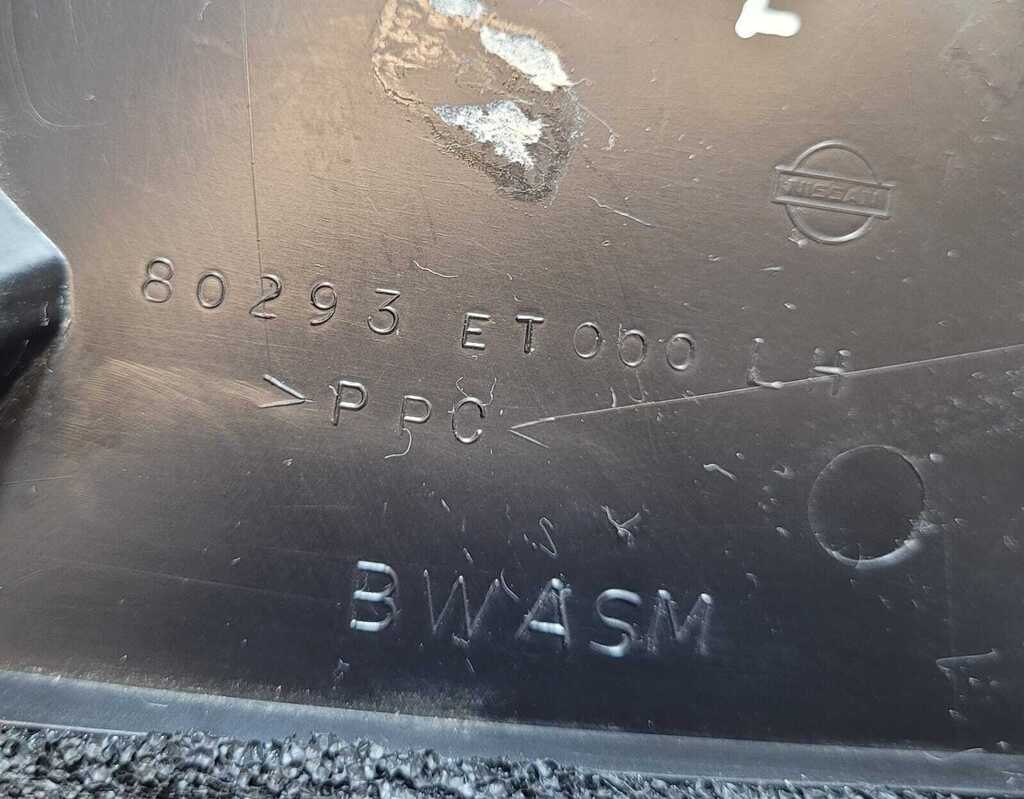 L
NISSAN
80293 ET000 LH
>PPC<
BWASM